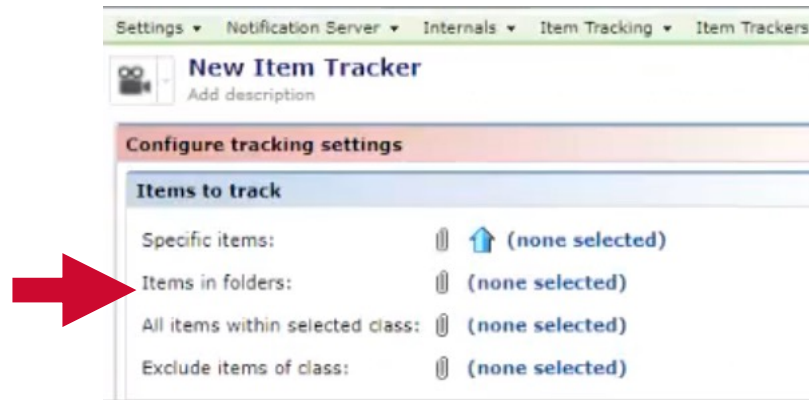 Settings Notification Server Internals Item Tracking Item Trackers
New Item Tracker
Add description
Configure tracking settings
Items to track
Specific items: (none selected)
Items in folders: (none selected)
All items within selected class: (none selected)
Exclude items of class: (none selected)